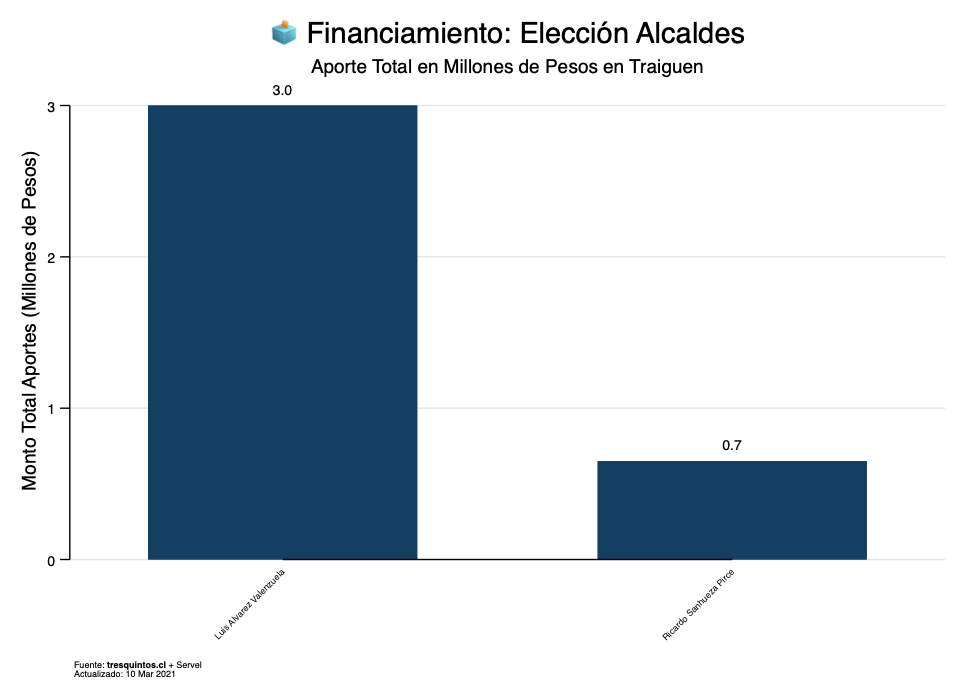 Financiamiento: Elección Alcaldes
Aporte Total en Millones de Pesos en Traiguen
Monto Total Aportes (Millones de Pesos)
3
2
1
0
3.0
0.7
Luis Alvarez Valenzuela
Ricardo Sanhueza Pirce
Fuente: tresquintos.cl + Servel
Actualizado: 10 Mar 2021